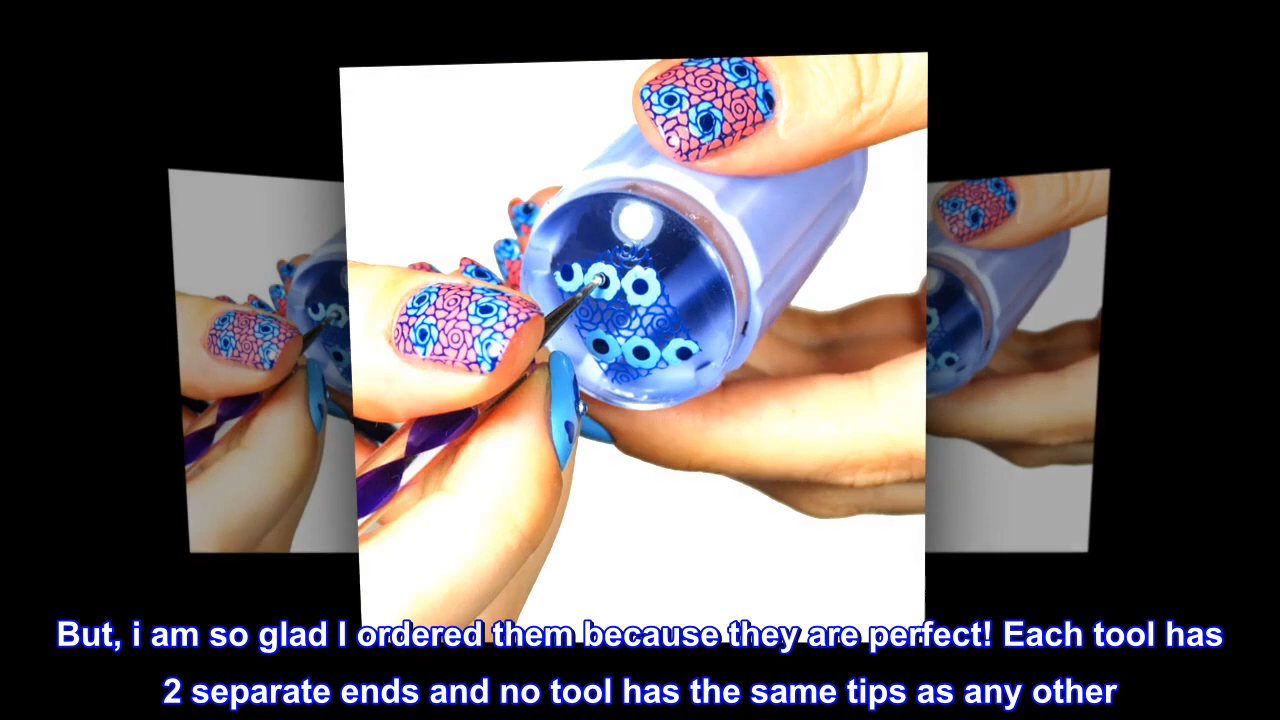 But, i am so glad I ordered them because they are perfect! Each tool has
2 separate ends and no tool has the same tips as any other